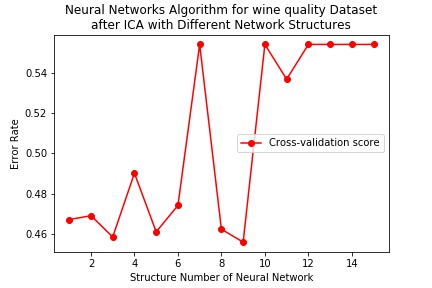 Neural Networks Algorithm for wine quality Dataset
after ICA with Different Network Structures
0.54
0.52
0.50
0.48
0.46
Error Rate
Cross-validation score
2 4 6 8 10 12 14
Structure Number of Neural Network